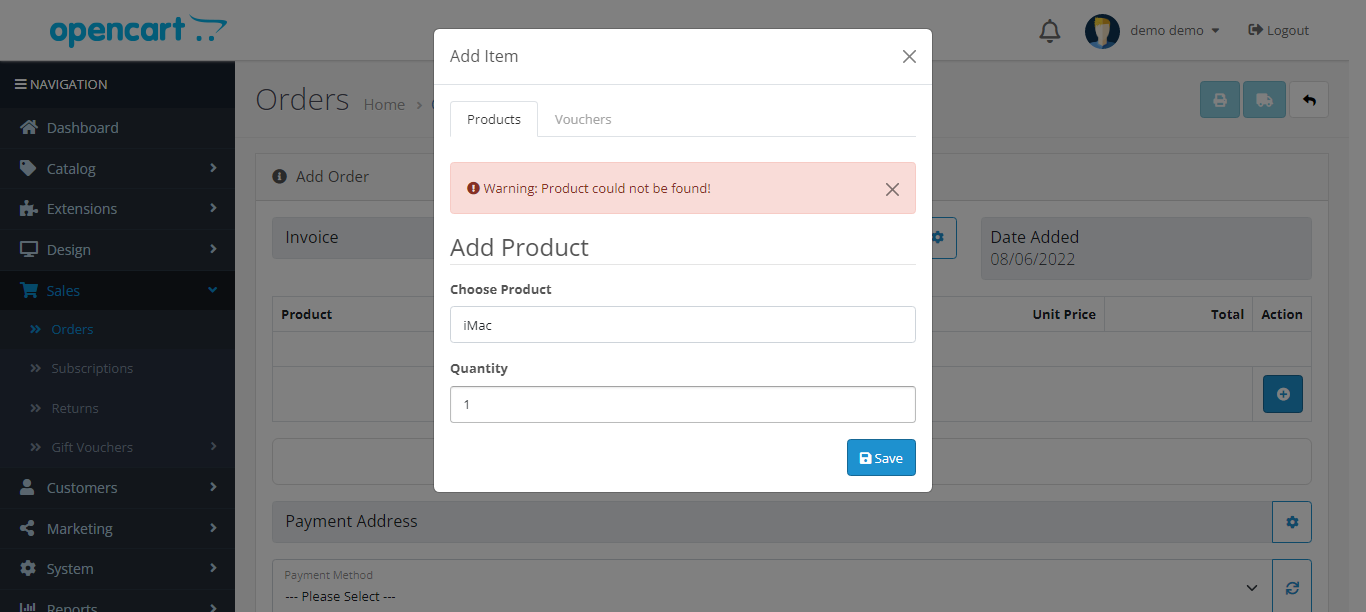 opencart
demo demo
Logout
NAVIGATION
Dashboard
Catalog
Extensions
Design
Sales
Orders
Subscriptions
Returns
Gift Vouchers
Customers
Marketing
System
Reports
Orders
Home
Add Order
Invoice
Date Added
08/06/2022
Product
Unit Price
Total
Action
Payment Address
Payment Method
--- Please Select ---
Add Item
Products
Vouchers
Warning: Product could not be found!
Add Product
Choose Product
iMac
Quantity
1
Save